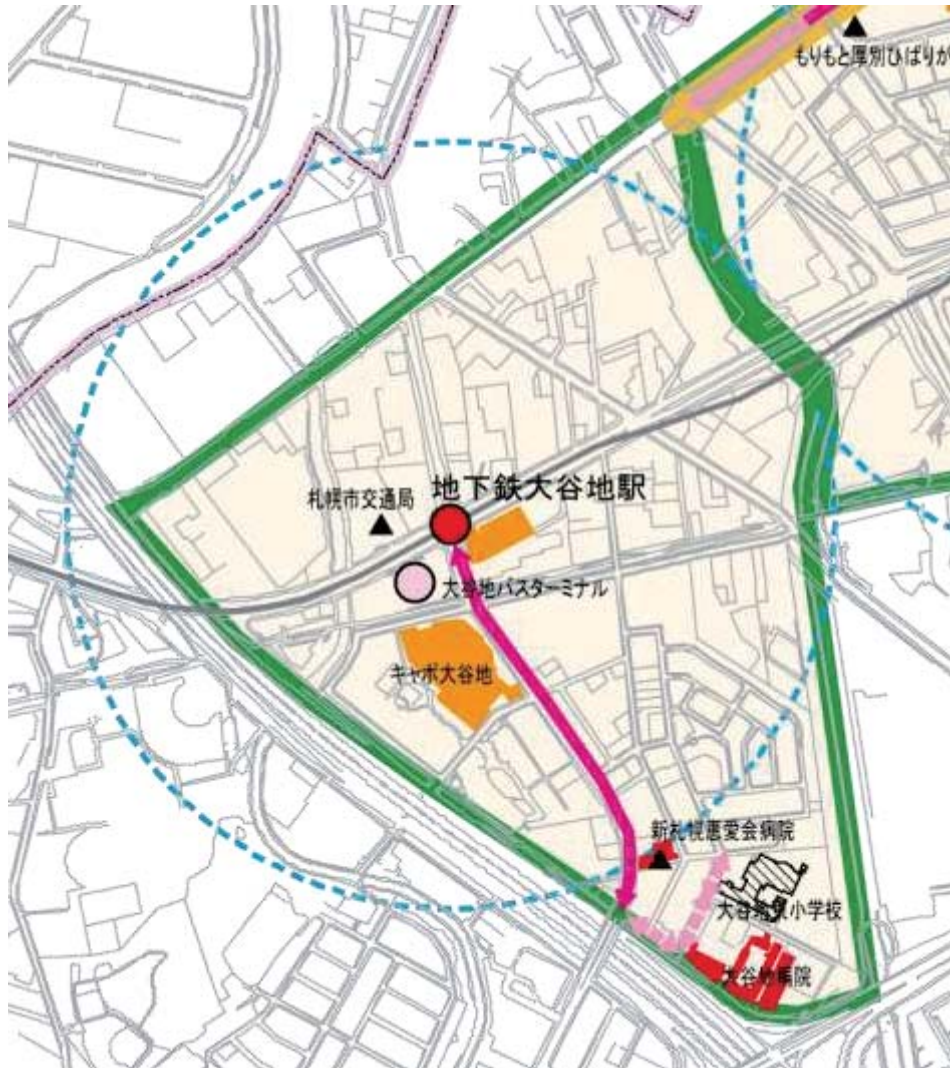 もりもと厚別ひばりが
札幌市交通局
地下鉄大谷地駅
大谷地バスターミナル
キャポ大谷地
新札幌恵愛会病院
大谷地東小学校
大谷地病院